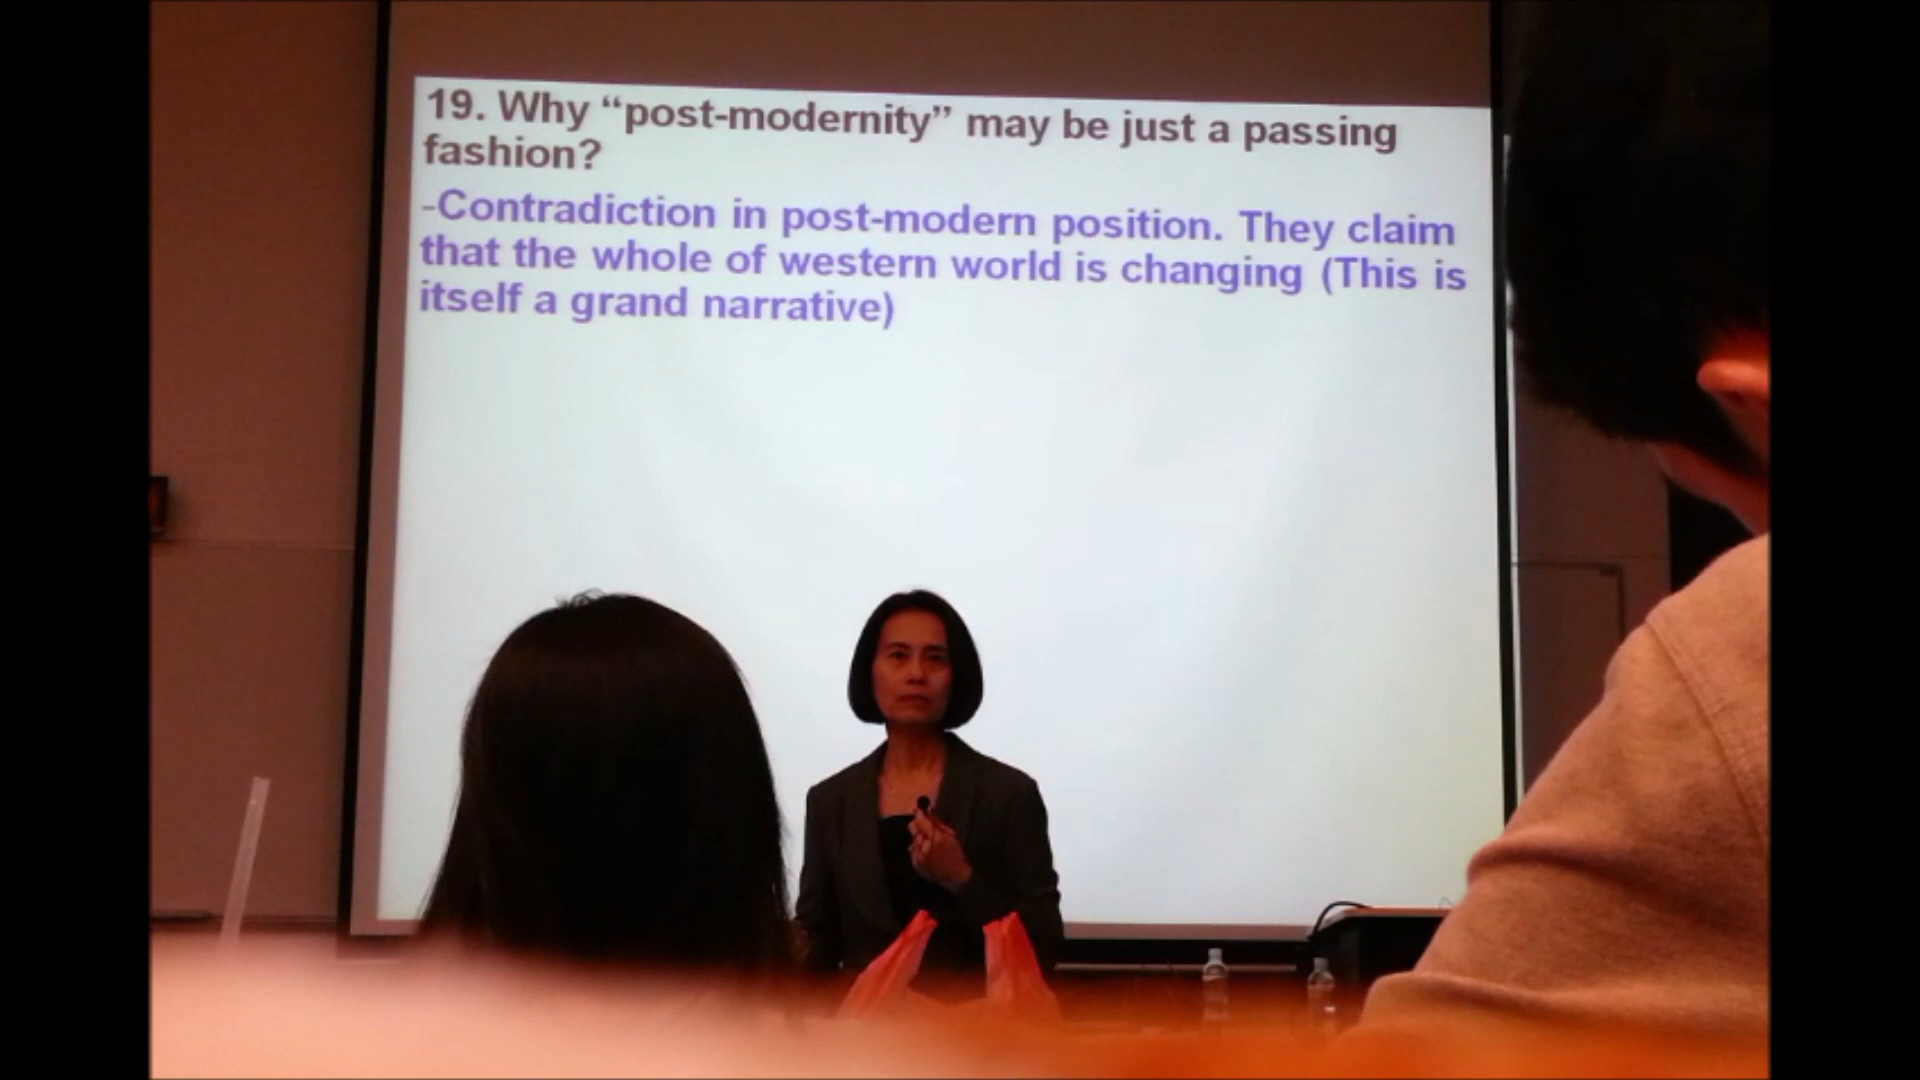 19. Why “post-modernity” may be just a passing
fashion?
-Contradiction in post-modern position. They claim
that the whole of western world is changing (This is
itself a grand narrative)